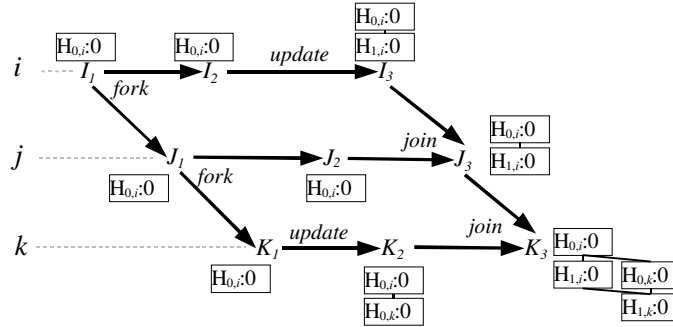 H0,i:0
H0,i:0 H0,i:0 H1,i:0
i I1 fork I2 update I3
j J1 J2 join J3 H0,i:0
H1,i:0
H0,i:0 fork H0,i:0
k K1 update K2 join K3 H0,i:0
H0,i:0 H0,i:0 H1,i:0 H0,k:0
H0,k:0 H1,k:0